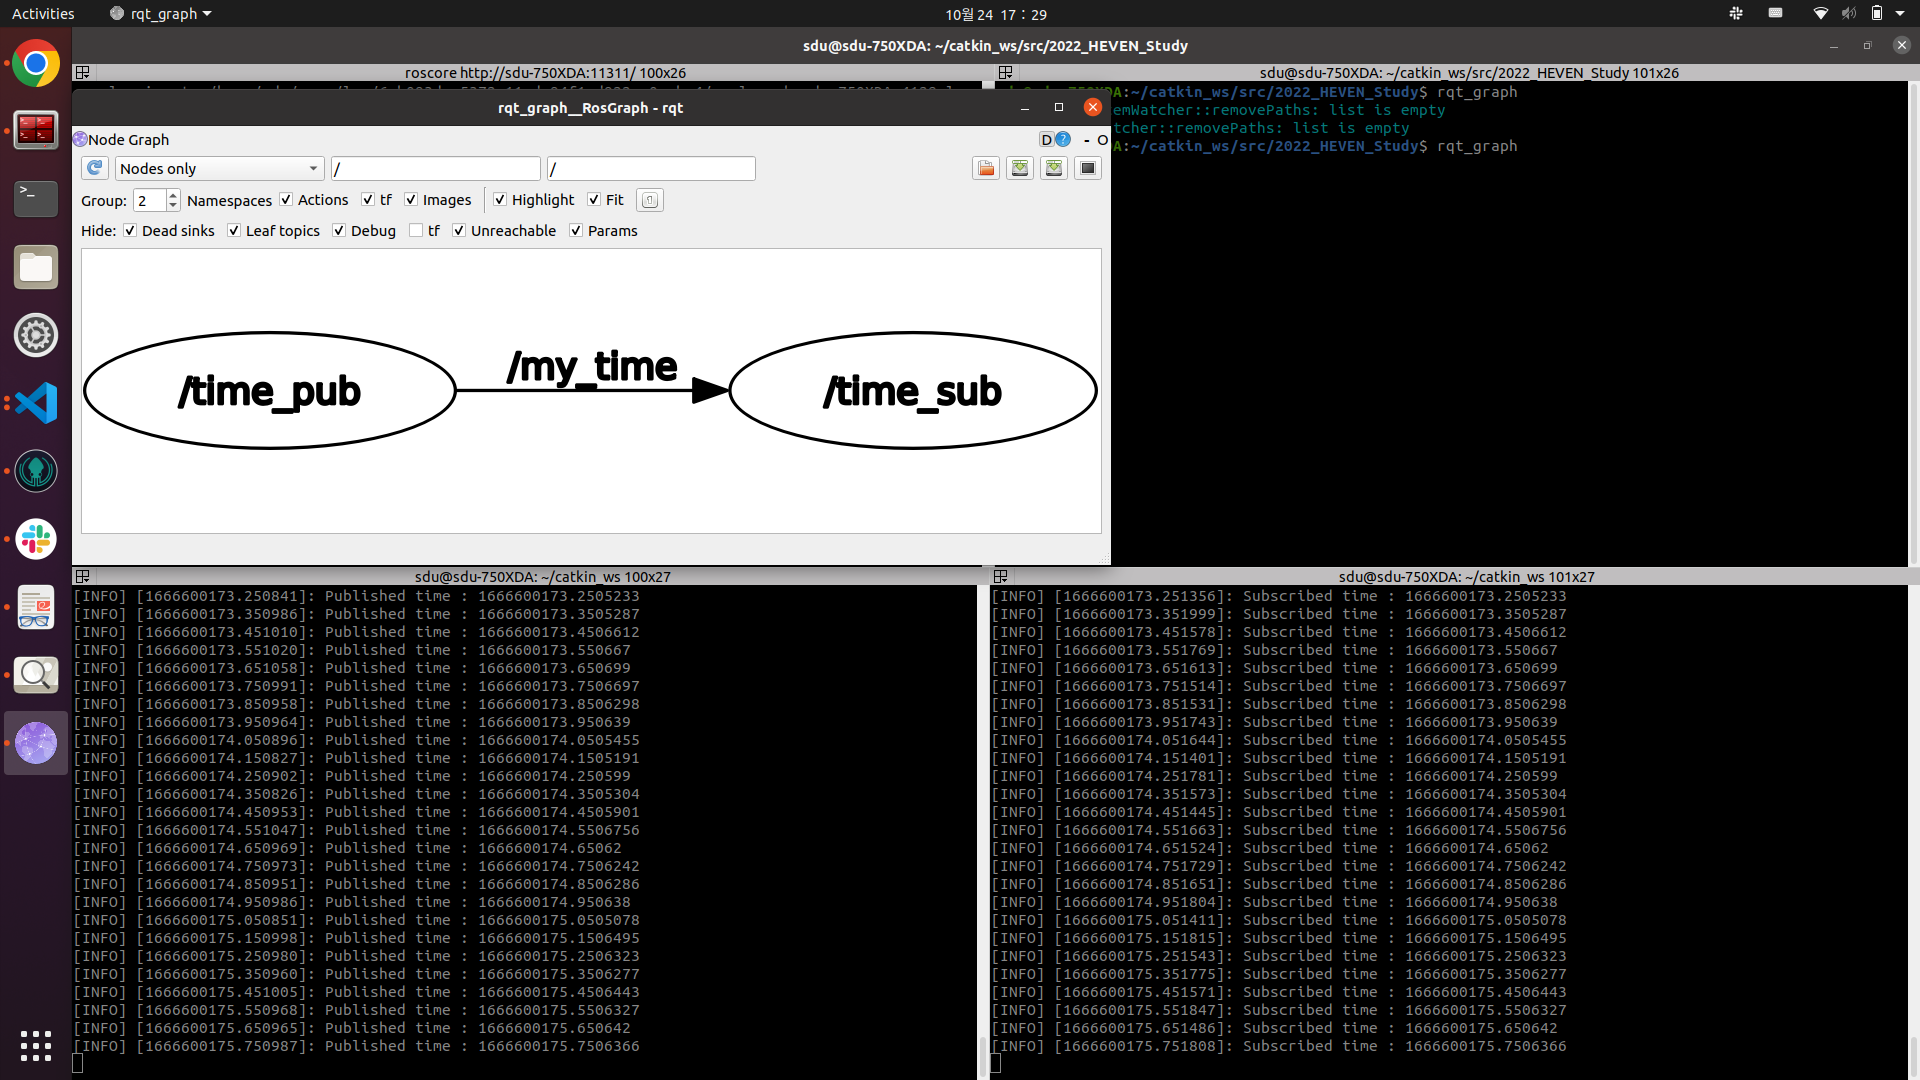 Activities
rqt_graph
10월 24 17 : 29
sdu@sdu-750XDA: ~/catkin_ws/src/2022_HEVEN_Study
roscore http://sdu-750XDA:11311/ 100x26
sdu@sdu-750XDA: ~/catkin_ws/src/2022_HEVEN_Study 101x26
A:~/catkin_ws/src/2022_HEVEN_Study$ rqt_graph
emWatcher::removePaths: list is empty
tcher::removePaths: list is empty
A:~/catkin_ws/src/2022_HEVEN_Study$ rqt_graph
rqt_graph__RosGraph - rqt
Node Graph
D ? - O
Nodes only / /
Group: 2 Namespaces Actions tf Images Highlight Fit
Hide: Dead sinks Leaf topics Debug tf Unreachable Params
/time_pub
/my_time
/time_sub
sdu@sdu-750XDA: ~/catkin_ws 100x27
[INFO] [1666600173.250841]: Published time : 1666600173.2505233
[INFO] [1666600173.350986]: Published time : 1666600173.3505287
[INFO] [1666600173.451010]: Published time : 1666600173.4506612
[INFO] [1666600173.551020]: Published time : 1666600173.550667
[INFO] [1666600173.651058]: Published time : 1666600173.650699
[INFO] [1666600173.750991]: Published time : 1666600173.7506697
[INFO] [1666600173.850958]: Published time : 1666600173.8506298
[INFO] [1666600173.950964]: Published time : 1666600173.950639
[INFO] [1666600174.050896]: Published time : 1666600174.0505455
[INFO] [1666600174.150827]: Published time : 1666600174.1505191
[INFO] [1666600174.250902]: Published time : 1666600174.250599
[INFO] [1666600174.350826]: Published time : 1666600174.3505304
[INFO] [1666600174.450953]: Published time : 1666600174.4505901
[INFO] [1666600174.551047]: Published time : 1666600174.5506756
[INFO] [1666600174.650969]: Published time : 1666600174.65062
[INFO] [1666600174.750973]: Published time : 1666600174.7506242
[INFO] [1666600174.850951]: Published time : 1666600174.8506286
[INFO] [1666600174.950986]: Published time : 1666600174.950638
[INFO] [1666600175.050851]: Published time : 1666600175.0505078
[INFO] [1666600175.150998]: Published time : 1666600175.1506495
[INFO] [1666600175.250980]: Published time : 1666600175.2506323
[INFO] [1666600175.350960]: Published time : 1666600175.3506277
[INFO] [1666600175.451005]: Published time : 1666600175.4506443
[INFO] [1666600175.550968]: Published time : 1666600175.5506327
[INFO] [1666600175.650965]: Published time : 1666600175.650642
[INFO] [1666600175.750987]: Published time : 1666600175.7506366
sdu@sdu-750XDA: ~/catkin_ws 101x27
[INFO] [1666600173.251356]: Subscribed time : 1666600173.2505233
[INFO] [1666600173.351999]: Subscribed time : 1666600173.3505287
[INFO] [1666600173.451578]: Subscribed time : 1666600173.4506612
[INFO] [1666600173.551769]: Subscribed time : 1666600173.550667
[INFO] [1666600173.651613]: Subscribed time : 1666600173.650699
[INFO] [1666600173.751514]: Subscribed time : 1666600173.7506697
[INFO] [1666600173.851531]: Subscribed time : 1666600173.8506298
[INFO] [1666600173.951743]: Subscribed time : 1666600173.950639
[INFO] [1666600174.051644]: Subscribed time : 1666600174.0505455
[INFO] [1666600174.151401]: Subscribed time : 1666600174.1505191
[INFO] [1666600174.251781]: Subscribed time : 1666600174.250599
[INFO] [1666600174.351573]: Subscribed time : 1666600174.3505304
[INFO] [1666600174.451445]: Subscribed time : 1666600174.4505901
[INFO] [1666600174.551663]: Subscribed time : 1666600174.5506756
[INFO] [1666600174.651524]: Subscribed time : 1666600174.65062
[INFO] [1666600174.751729]: Subscribed time : 1666600174.7506242
[INFO] [1666600174.851651]: Subscribed time : 1666600174.8506286
[INFO] [1666600174.951804]: Subscribed time : 1666600174.950638
[INFO] [1666600175.051411]: Subscribed time : 1666600175.0505078
[INFO] [1666600175.151815]: Subscribed time : 1666600175.1506495
[INFO] [1666600175.251543]: Subscribed time : 1666600175.2506323
[INFO] [1666600175.351775]: Subscribed time : 1666600175.3506277
[INFO] [1666600175.451571]: Subscribed time : 1666600175.4506443
[INFO] [1666600175.551847]: Subscribed time : 1666600175.5506327
[INFO] [1666600175.651486]: Subscribed time : 1666600175.650642
[INFO] [1666600175.751808]: Subscribed time : 1666600175.7506366